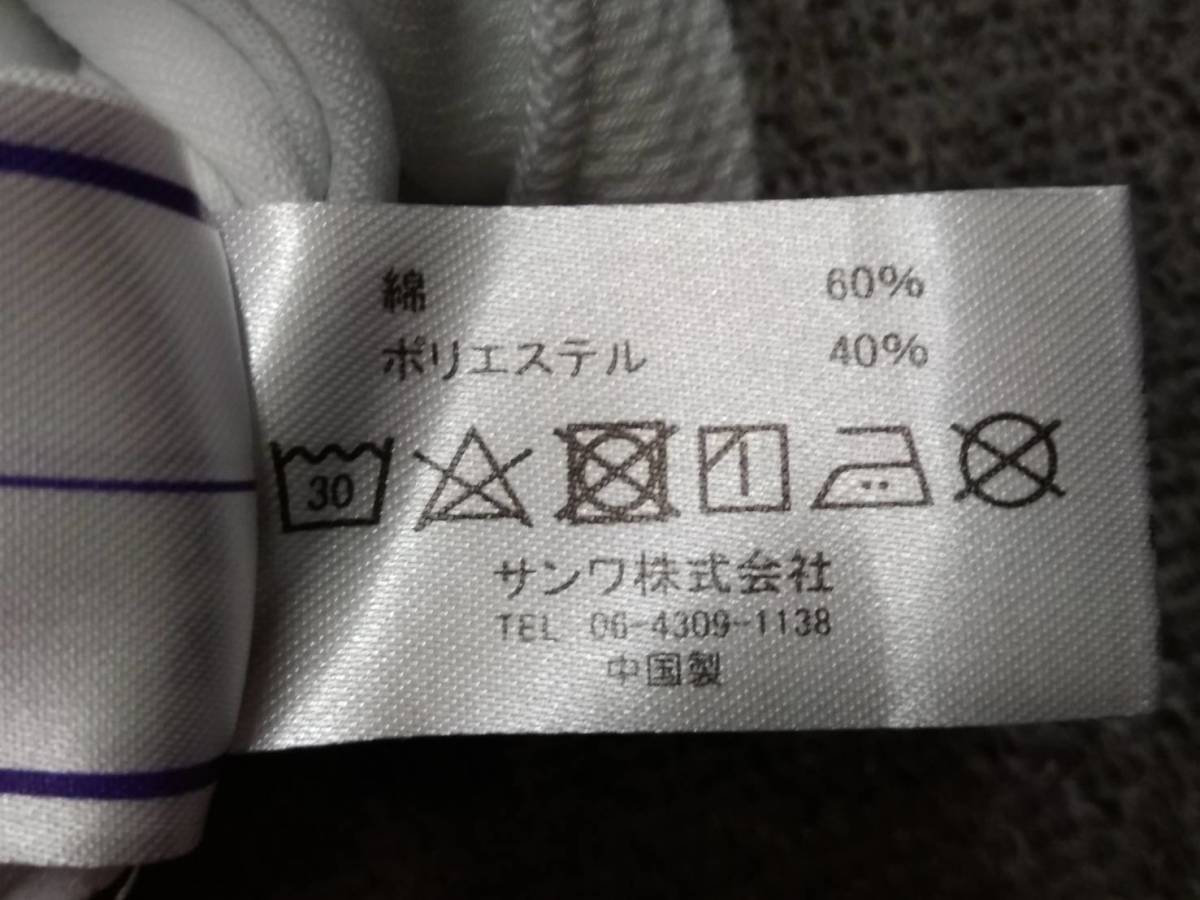 綿 60%
ポリエステル 40%
30
サンワ株式会社
TEL 06-4309-1138
中国製